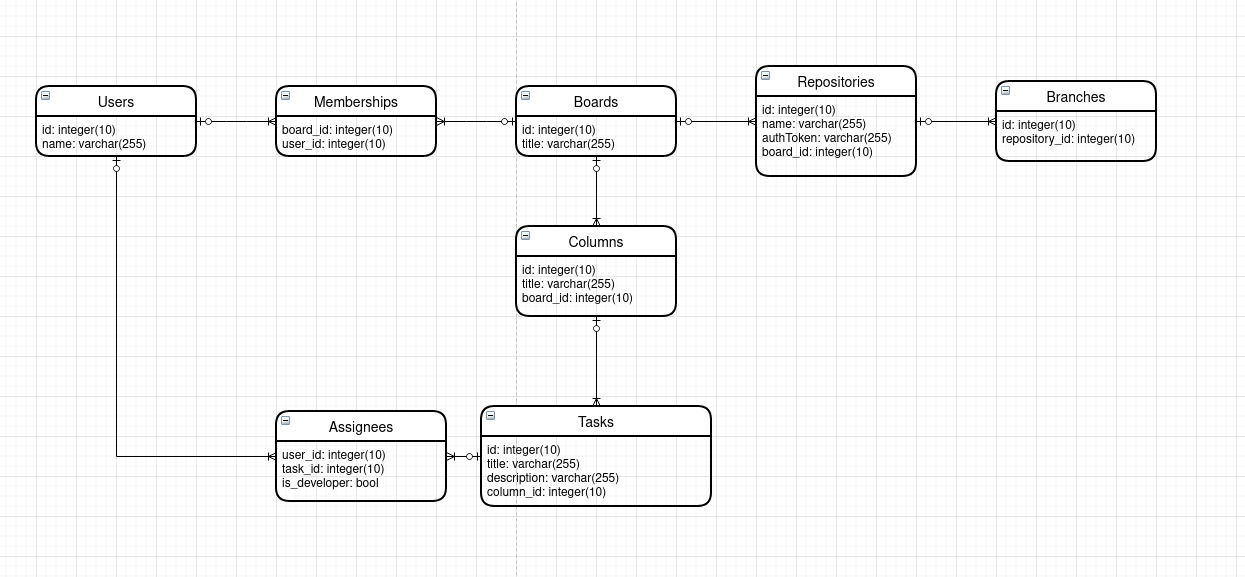 Users
id: integer(10)
name: varchar(255)
Memberships
board_id: integer(10)
user_id: integer(10)
Boards
id: integer(10)
title: varchar(255)
Repositories
id: integer(10)
name: varchar(255)
authToken: varchar(255)
board_id: integer(10)
Branches
id: integer(10)
repository_id: integer(10)
Columns
id: integer(10)
title: varchar(255)
board_id: integer(10)
Assignees
user_id: integer(10)
task_id: integer(10)
is_developer: bool
Tasks
id: integer(10)
title: varchar(255)
description: varchar(255)
column_id: integer(10)